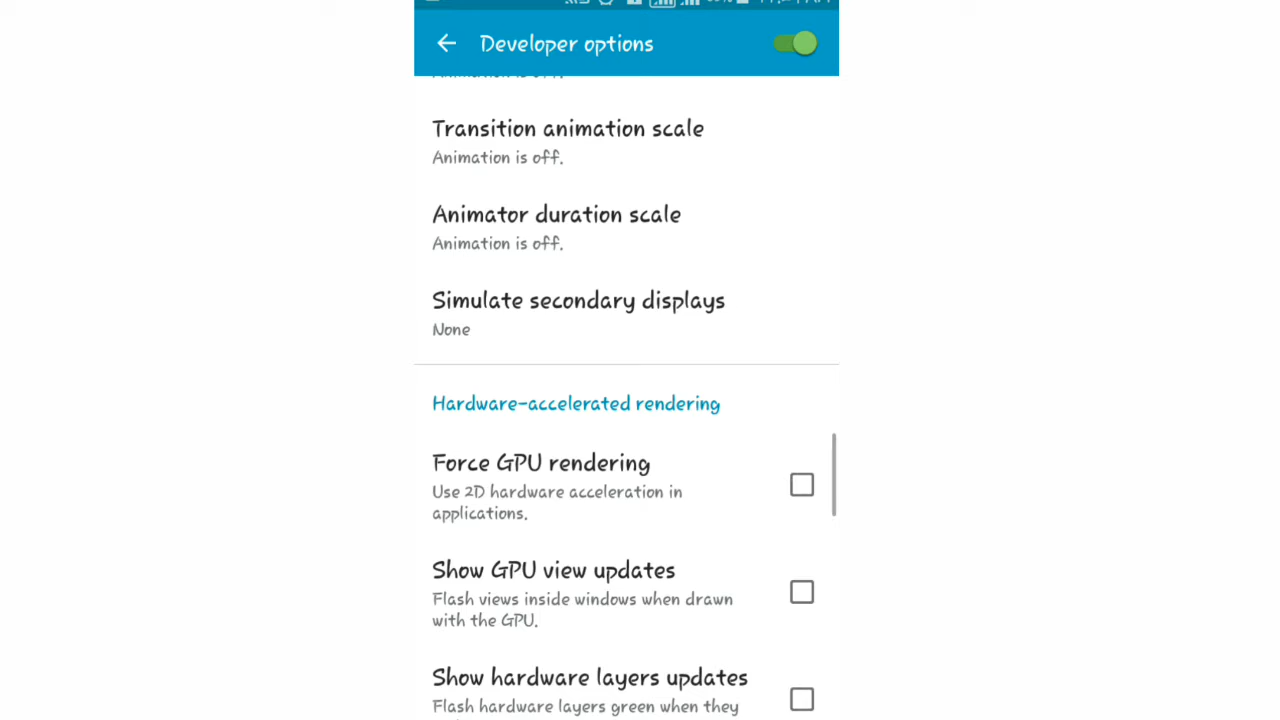 Developer options
Transition animation scale
Animation is off.
Animator duration scale
Animation is off.
Simulate secondary displays
None
Hardware-accelerated rendering
Force GPU rendering
Use 2D hardware acceleration in
applications.
Show GPU view updates
Flash views inside windows when drawn
with the GPU.
Show hardware layers updates
Flash hardware layers green when they